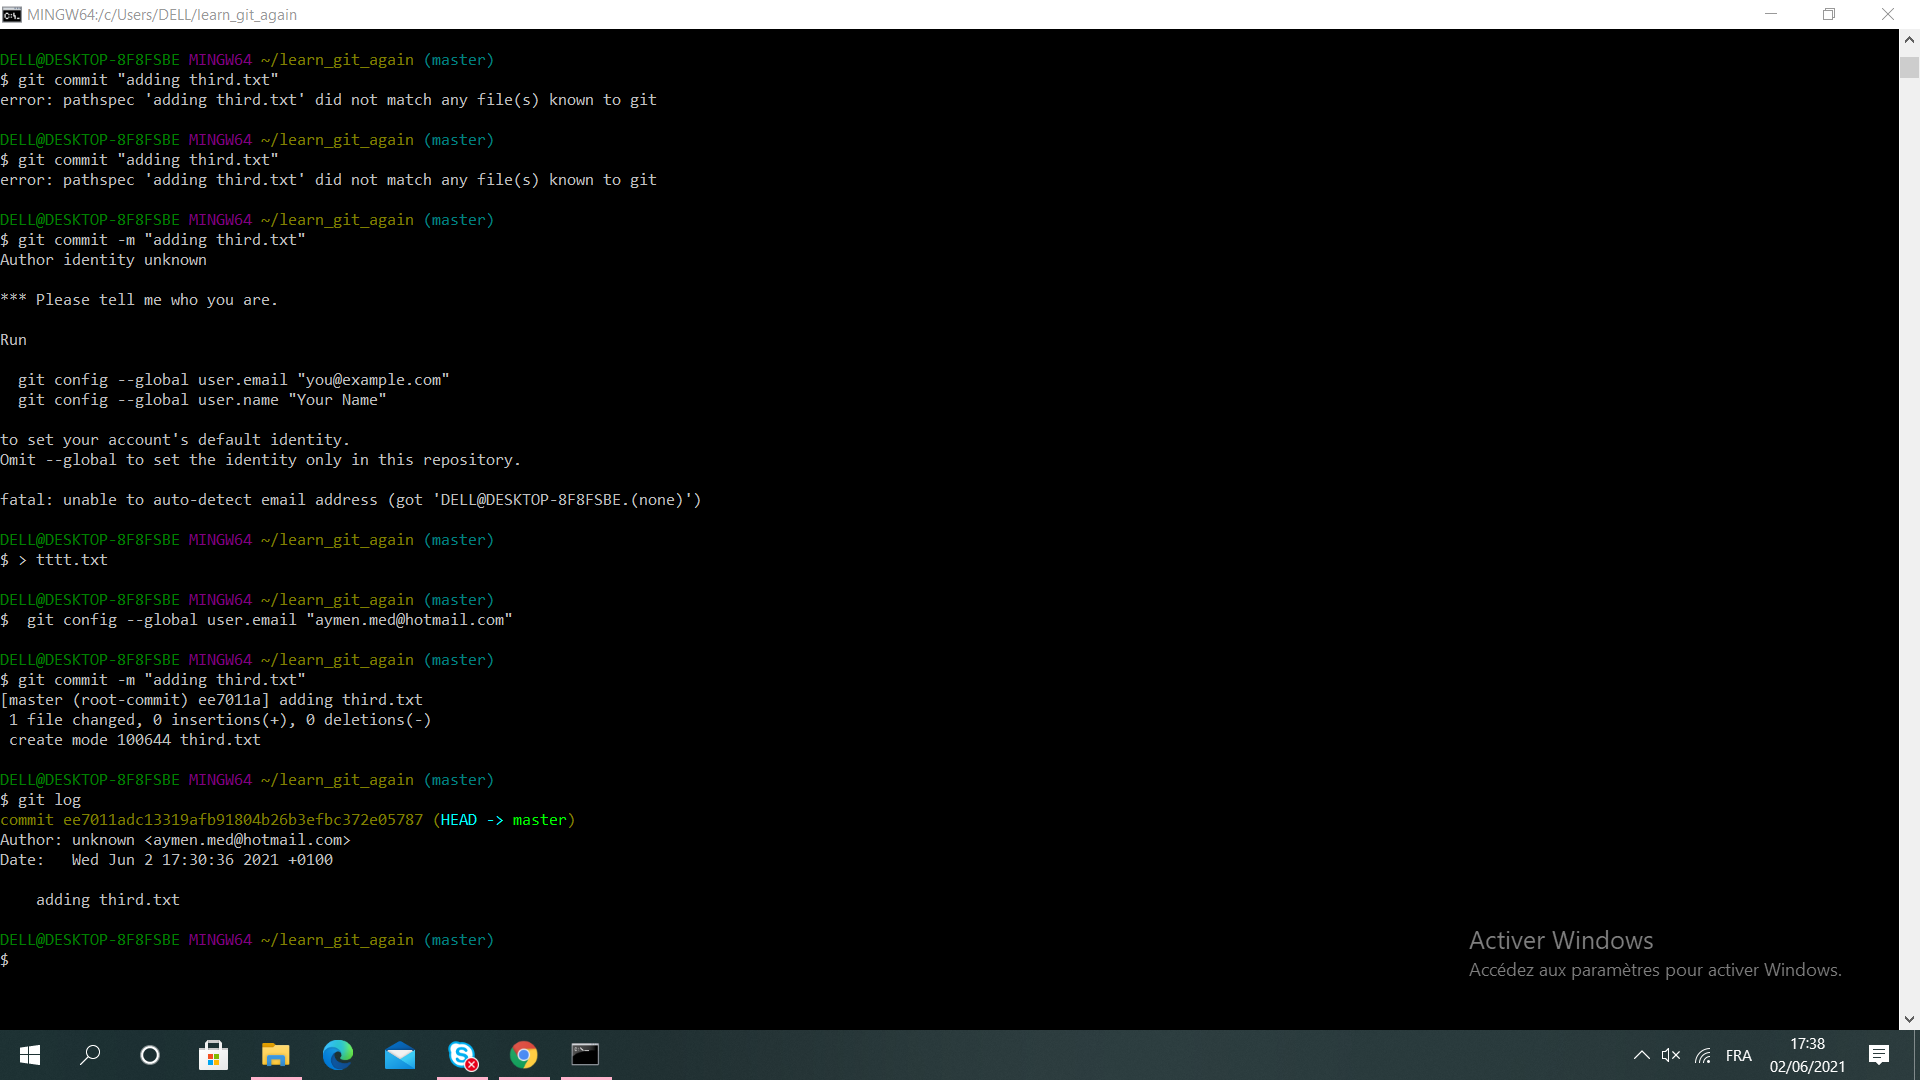 MINGW64:/c/Users/DELL/learn_git_again
DELL@DESKTOP-8F8FSBE MINGW64 ~/learn_git_again (master)
$ git commit "adding third.txt"
error: pathspec 'adding third.txt' did not match any file(s) known to git
DELL@DESKTOP-8F8FSBE MINGW64 ~/learn_git_again (master)
$ git commit "adding third.txt"
error: pathspec 'adding third.txt' did not match any file(s) known to git
DELL@DESKTOP-8F8FSBE MINGW64 ~/learn_git_again (master)
$ git commit -m "adding third.txt"
Author identity unknown
*** Please tell me who you are.
Run
  git config --global user.email "you@example.com"
  git config --global user.name "Your Name"
to set your account's default identity.
Omit --global to set the identity only in this repository.
fatal: unable to auto-detect email address (got 'DELL@DESKTOP-8F8FSBE.(none)')
DELL@DESKTOP-8F8FSBE MINGW64 ~/learn_git_again (master)
$ > tttt.txt
DELL@DESKTOP-8F8FSBE MINGW64 ~/learn_git_again (master)
$  git config --global user.email "aymen.med@hotmail.com"
DELL@DESKTOP-8F8FSBE MINGW64 ~/learn_git_again (master)
$ git commit -m "adding third.txt"
[master (root-commit) ee7011a] adding third.txt
 1 file changed, 0 insertions(+), 0 deletions(-)
 create mode 100644 third.txt
DELL@DESKTOP-8F8FSBE MINGW64 ~/learn_git_again (master)
$ git log
commit ee7011adc13319afb91804b26b3efbc372e05787 (HEAD -> master)
Author: unknown <aymen.med@hotmail.com>
Date:   Wed Jun 2 17:30:36 2021 +0100
    adding third.txt
DELL@DESKTOP-8F8FSBE MINGW64 ~/learn_git_again (master)
$
Activer Windows
Accédez aux paramètres pour activer Windows.
FRA
17:38
02/06/2021